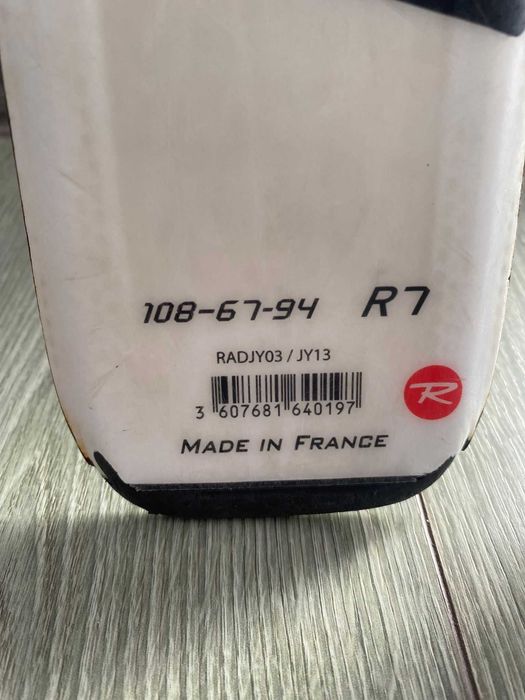 108-67-94 R7
RADJY03 / JY13
3 607681 640197
R
MADE IN FRANCE